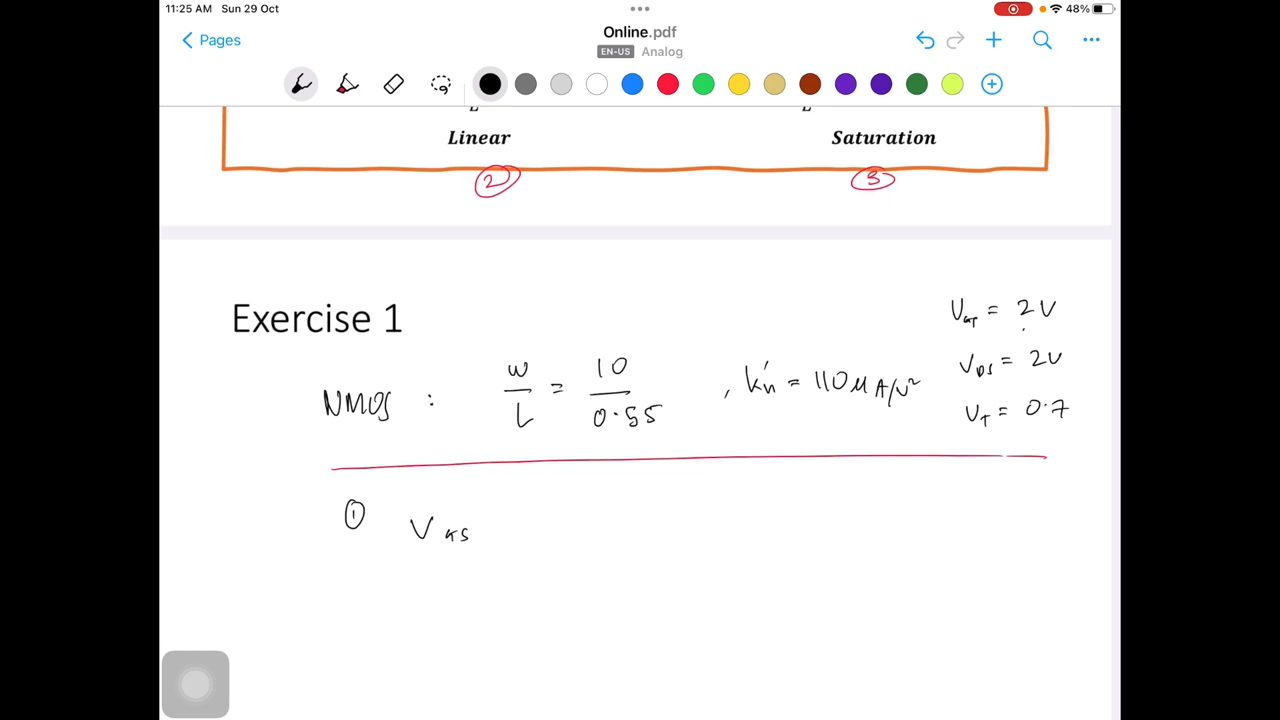 11:25 AM Sun 29 Oct
48%
Pages
Online.pdf
EN-US Analog
L L
Linear Saturation
2 3
Exercise 1
NMOS : W/L = 10/0.55 , k'n = 110 μA/V²
VGS = 2V
VDS = 2V
VT = 0.7
① VGS